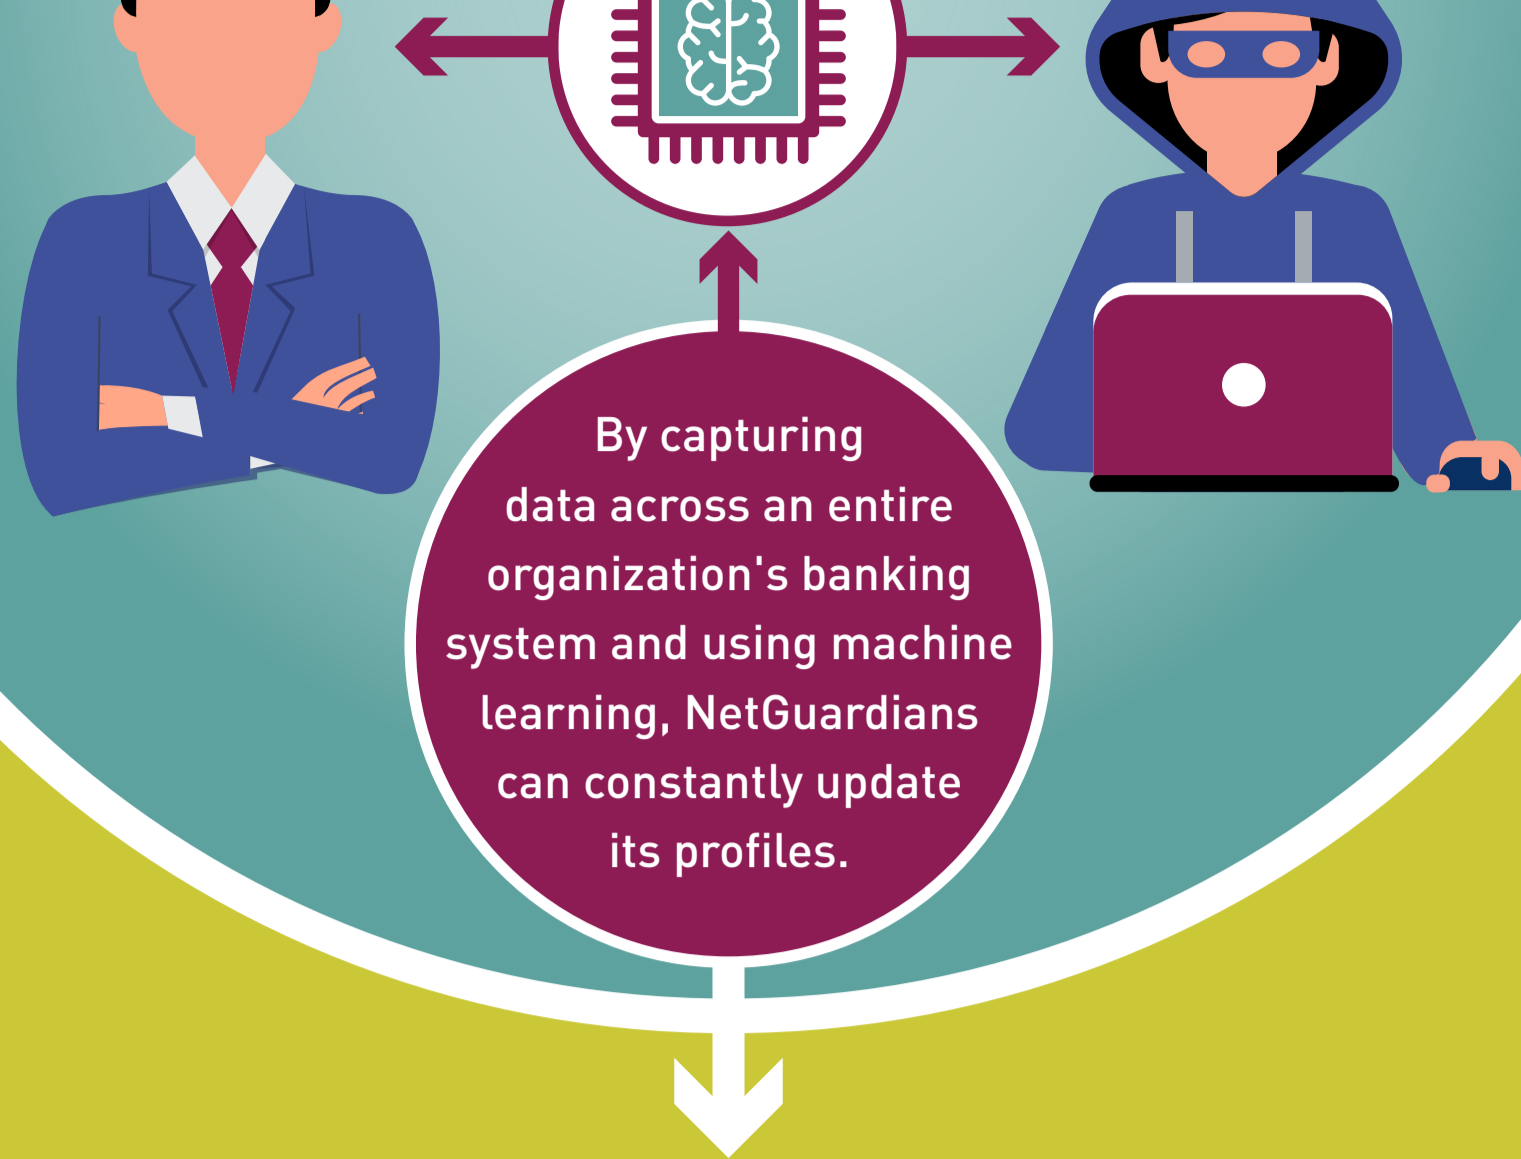 By capturing
data across an entire
organization's banking
system and using machine
learning, NetGuardians
can constantly update
its profiles.